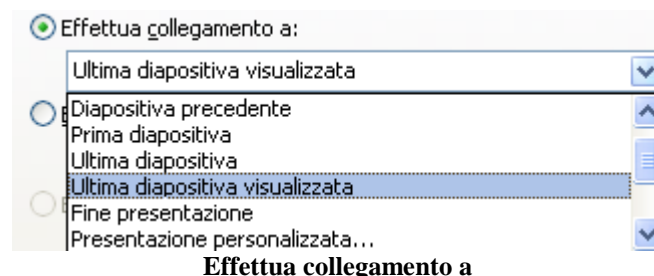 Effettua collegamento a:
Ultima diapositiva visualizzata
Diapositiva precedente
Prima diapositiva
Ultima diapositiva
Ultima diapositiva visualizzata
Fine presentazione
Presentazione personalizzata...
Effettua collegamento a